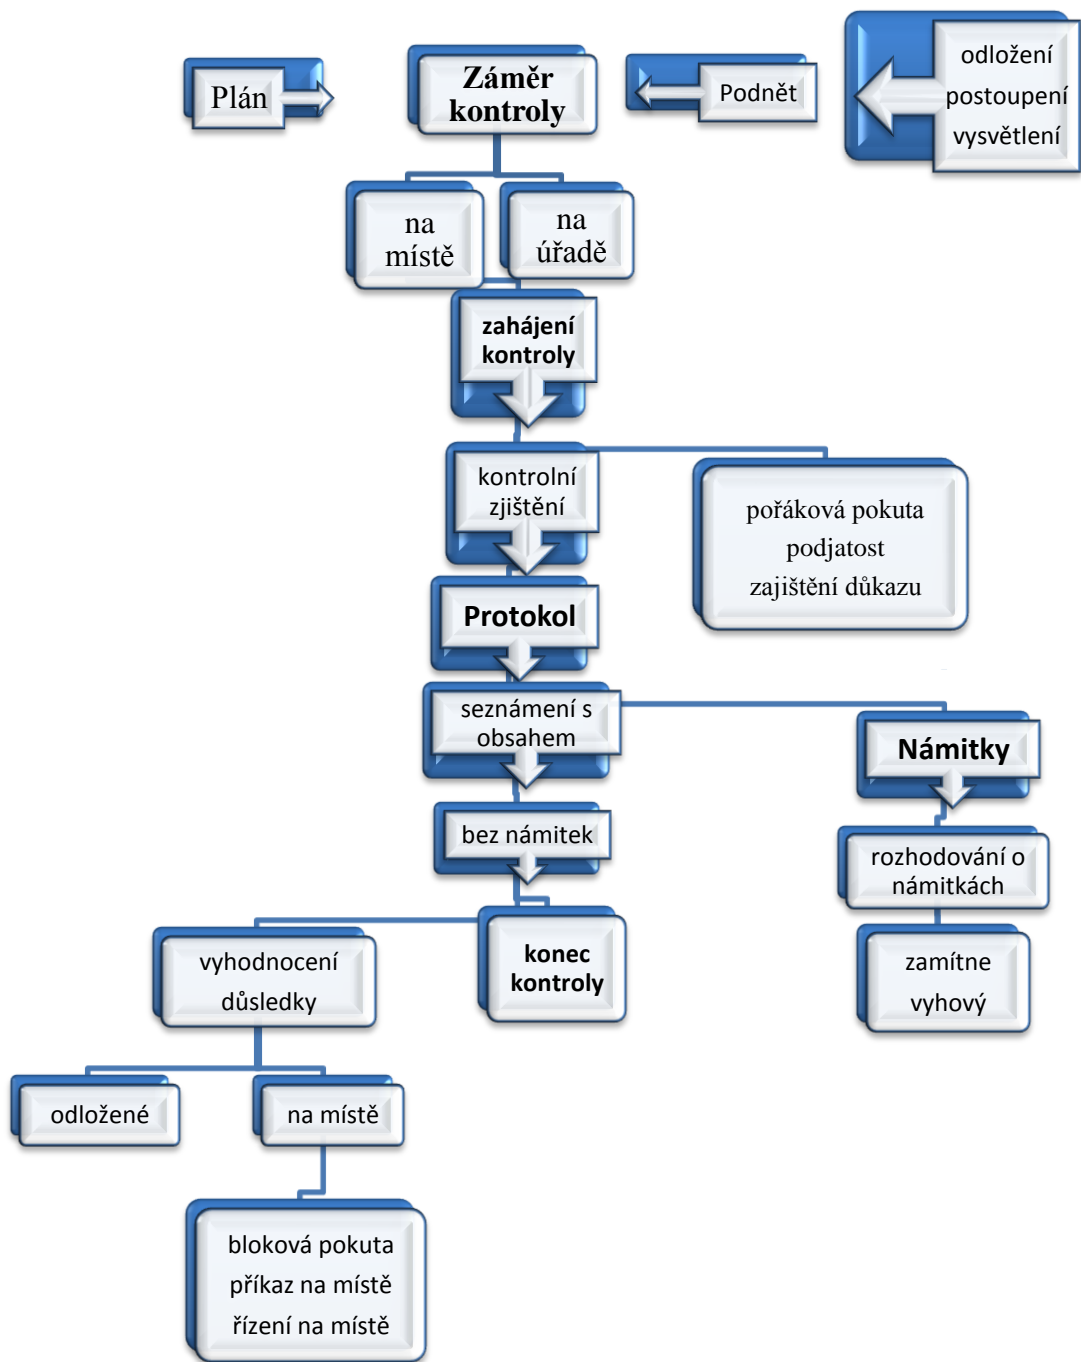 Plán
Záměr
kontroly
Podnět
odložení
postoupení
vysvětlení
na
místě
na
úřadě
zahájení
kontroly
kontrolní
zjištění
pořáková pokuta
podjatost
zajištění důkazu
Protokol
seznámení s
obsahem
Námitky
bez námitek
rozhodování o
námitkách
vyhodnocení
důsledky
konec
kontroly
zamítne
vyhový
odložené
na místě
bloková pokuta
příkaz na místě
řízení na místě